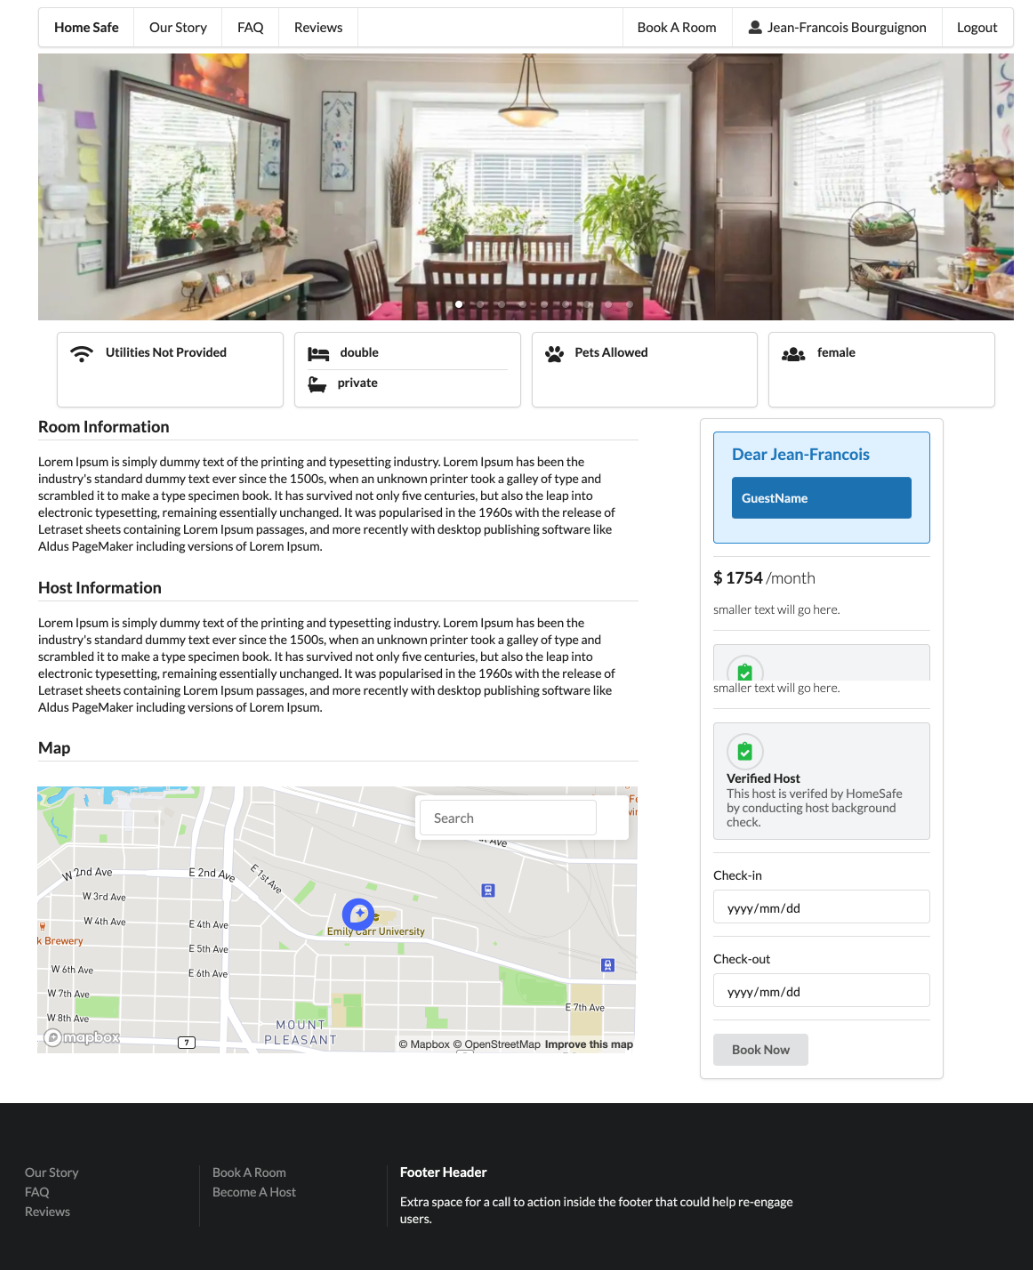 Home Safe
Our Story
FAQ
Reviews
Book A Room
Jean-Francois Bourguignon
Logout
Utilities Not Provided
double
private
Pets Allowed
female
Room Information
Lorem Ipsum is simply dummy text of the printing and typesetting industry. Lorem Ipsum has been the
industry's standard dummy text ever since the 1500s, when an unknown printer took a galley of type and
scrambled it to make a type specimen book. It has survived not only five centuries, but also the leap into
electronic typesetting, remaining essentially unchanged. It was popularised in the 1960s with the release of
Letraset sheets containing Lorem Ipsum passages, and more recently with desktop publishing software like
Aldus PageMaker including versions of Lorem Ipsum.
Host Information
Lorem Ipsum is simply dummy text of the printing and typesetting industry. Lorem Ipsum has been the
industry's standard dummy text ever since the 1500s, when an unknown printer took a galley of type and
scrambled it to make a type specimen book. It has survived not only five centuries, but also the leap into
electronic typesetting, remaining essentially unchanged. It was popularised in the 1960s with the release of
Letraset sheets containing Lorem Ipsum passages, and more recently with desktop publishing software like
Aldus PageMaker including versions of Lorem Ipsum.
Map
Search
Ave
W 2nd Ave
E 2nd Ave
E 1st Ave
W 3rd Ave
W 4th Ave
E 4th Ave
k Brewery
Emily Carr University
E 5th Ave
W 6th Ave
E 6th Ave
W 7th Ave
E 7th Ave
W 8th Ave
MOUNT
PLEASANT
7
mapbox
© Mapbox © OpenStreetMap Improve this map
Dear Jean-Francois
GuestName
$ 1754 /month
smaller text will go here.
smaller text will go here.
Verified Host
This host is verifed by HomeSafe
by conducting host background
check.
Check-in
yyyy/mm/dd
Check-out
yyyy/mm/dd
Book Now
Our Story
FAQ
Reviews
Book A Room
Become A Host
Footer Header
Extra space for a call to action inside the footer that could help re-engage
users.